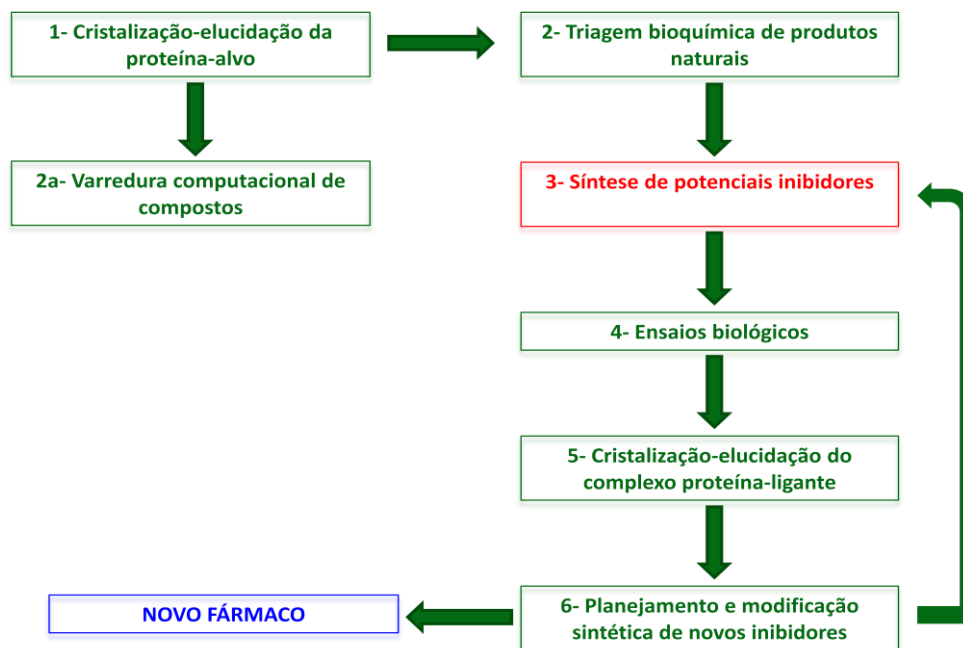 1- Cristalização-elucidação da
proteína-alvo
2- Triagem bioquímica de produtos
naturais
2a- Varredura computacional de
compostos
3- Síntese de potenciais inibidores
4- Ensaios biológicos
5- Cristalização-elucidação do
complexo proteína-ligante
6- Planejamento e modificação
sintética de novos inibidores
NOVO FÁRMACO